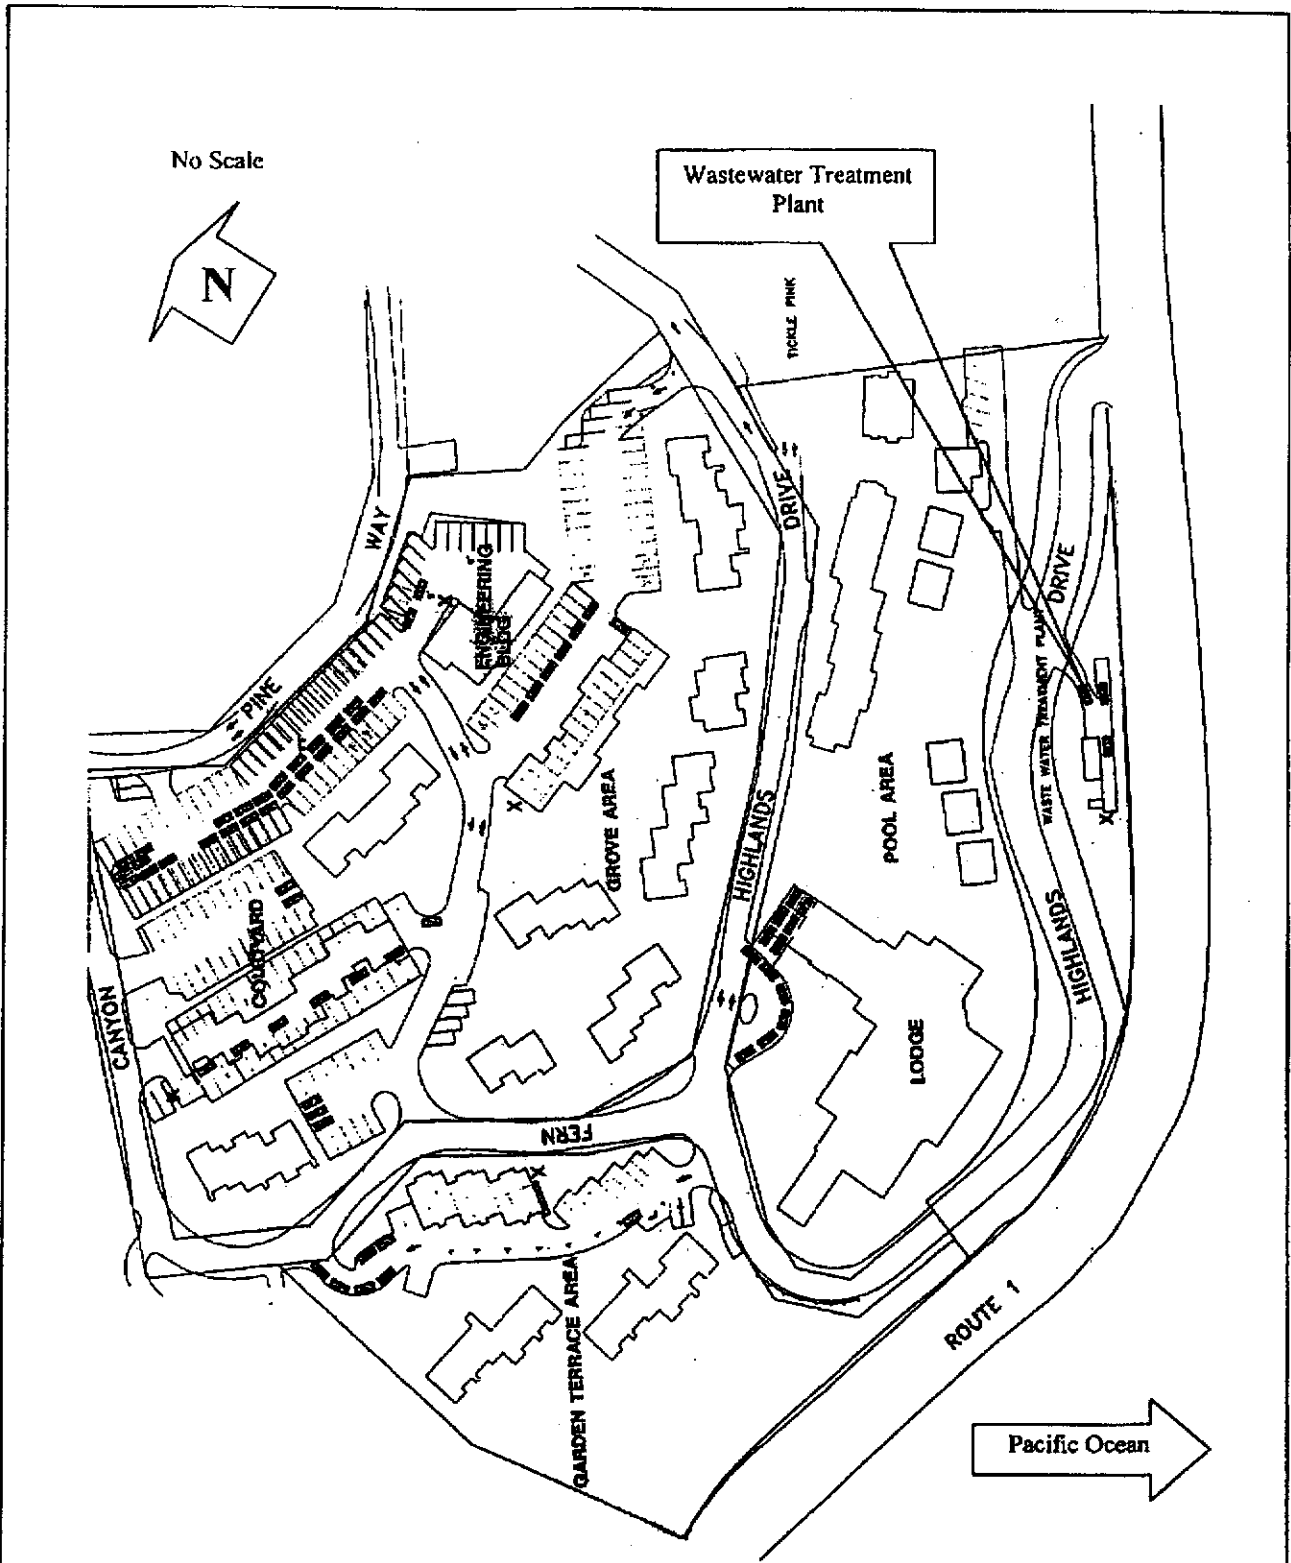 No Scale
N
Wastewater Treatment
Plant
TICKLE PINK
WAY
PINE
ENGINEERING
BLDG
DRIVE
DRIVE
WASTE WATER TREATMENT PLANT
GROVE AREA
HIGHLANDS
POOL AREA
HIGHLANDS
COURTYARD
CANYON
LODGE
FERN
GARDEN TERRACE AREA
ROUTE 1
Pacific Ocean